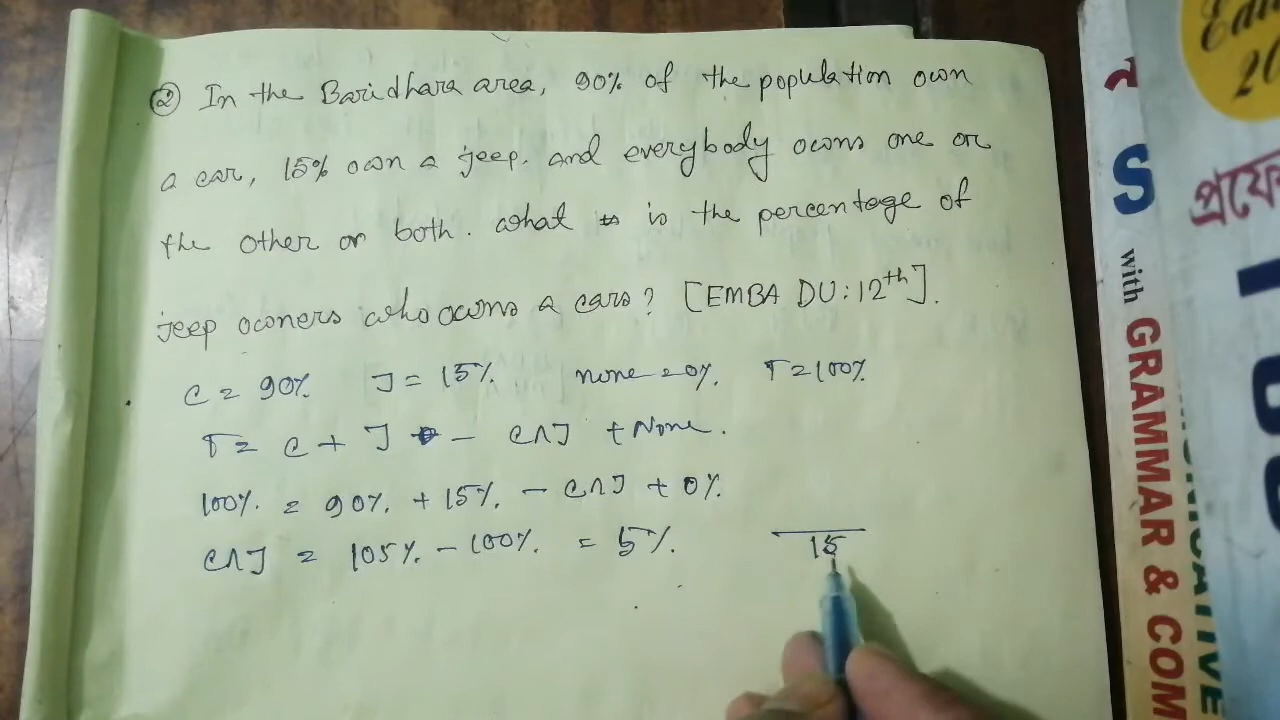 ② In the Baridhara area, 90% of the population own
a car, 15% own a jeep. and everybody owns one or
the other or both. what is the percentage of
jeep owners who owns a cars? [EMBA DU: 12th].
C = 90% J = 15% none = 0% T = 100%
T = C + J - C∩J + None.
100% = 90% + 15% - C∩J + 0%
C∩J = 105% - 100% = 5%.
15
S with GRAMMAR & COM